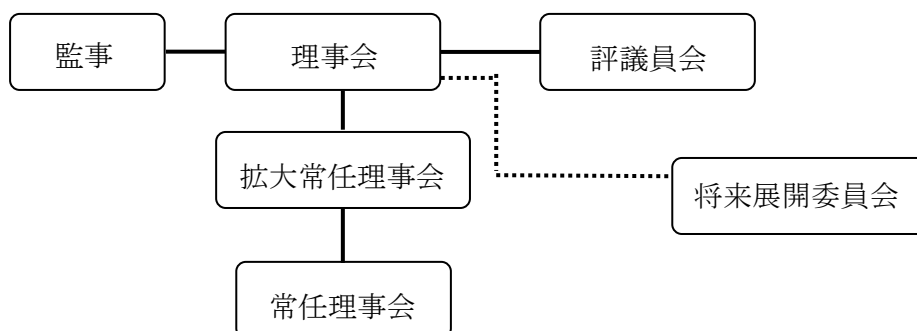 監事
理事会
評議員会
拡大常任理事会
将来展開委員会
常任理事会